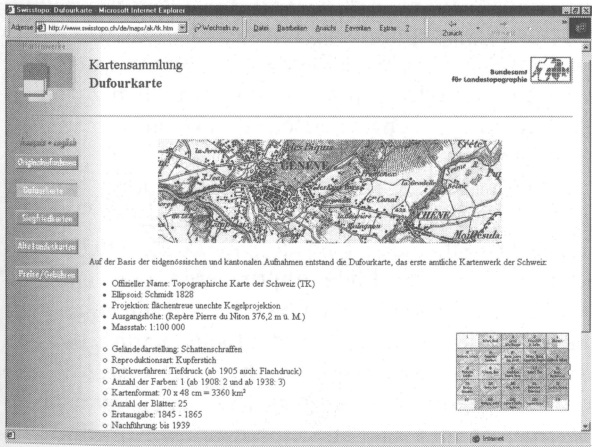 Swisstopo: Dufourkarte - Microsoft Internet Explorer
Adresse http://www.swisstopo.ch/de/maps/ak/tk.htm Wechseln zu Datei Bearbeiten Ansicht Favoriten Extras ? Zurück
Kartensammlung
Dufourkarte
Bundesamt
für Landestopographie
français • english
Originalaufnahmen
Dufourkarte
Siegfriedkarten
Alte Landeskarten
Preise/Gebühren
GENÈVE
CHÊNE
Auf der Basis der eidgenössischen und kantonalen Aufnahmen entstand die Dufourkarte, das erste amtliche Kartenwerk der Schweiz:
• Offizieller Name: Topographische Karte der Schweiz (TK)
• Ellipsoid: Schmidt 1828
• Projektion: flächentreue unechte Kegelprojektion
• Ausgangshöhe: (Repère Pierre du Niton 376,2 m ü. M.)
• Massstab: 1:100 000
o Geländedarstellung: Schattenschraffen
o Reproduktionsart: Kupferstich
o Druckverfahren: Tiefdruck (ab 1905 auch: Flachdruck)
o Anzahl der Farben: 1 (ab 1908: 2 und ab 1938: 3)
o Kartenformat: 70 x 48 cm = 3360 km²
o Anzahl der Blätter: 25
o Erstausgabe: 1845 - 1865
o Nachführung: bis 1939
Internet